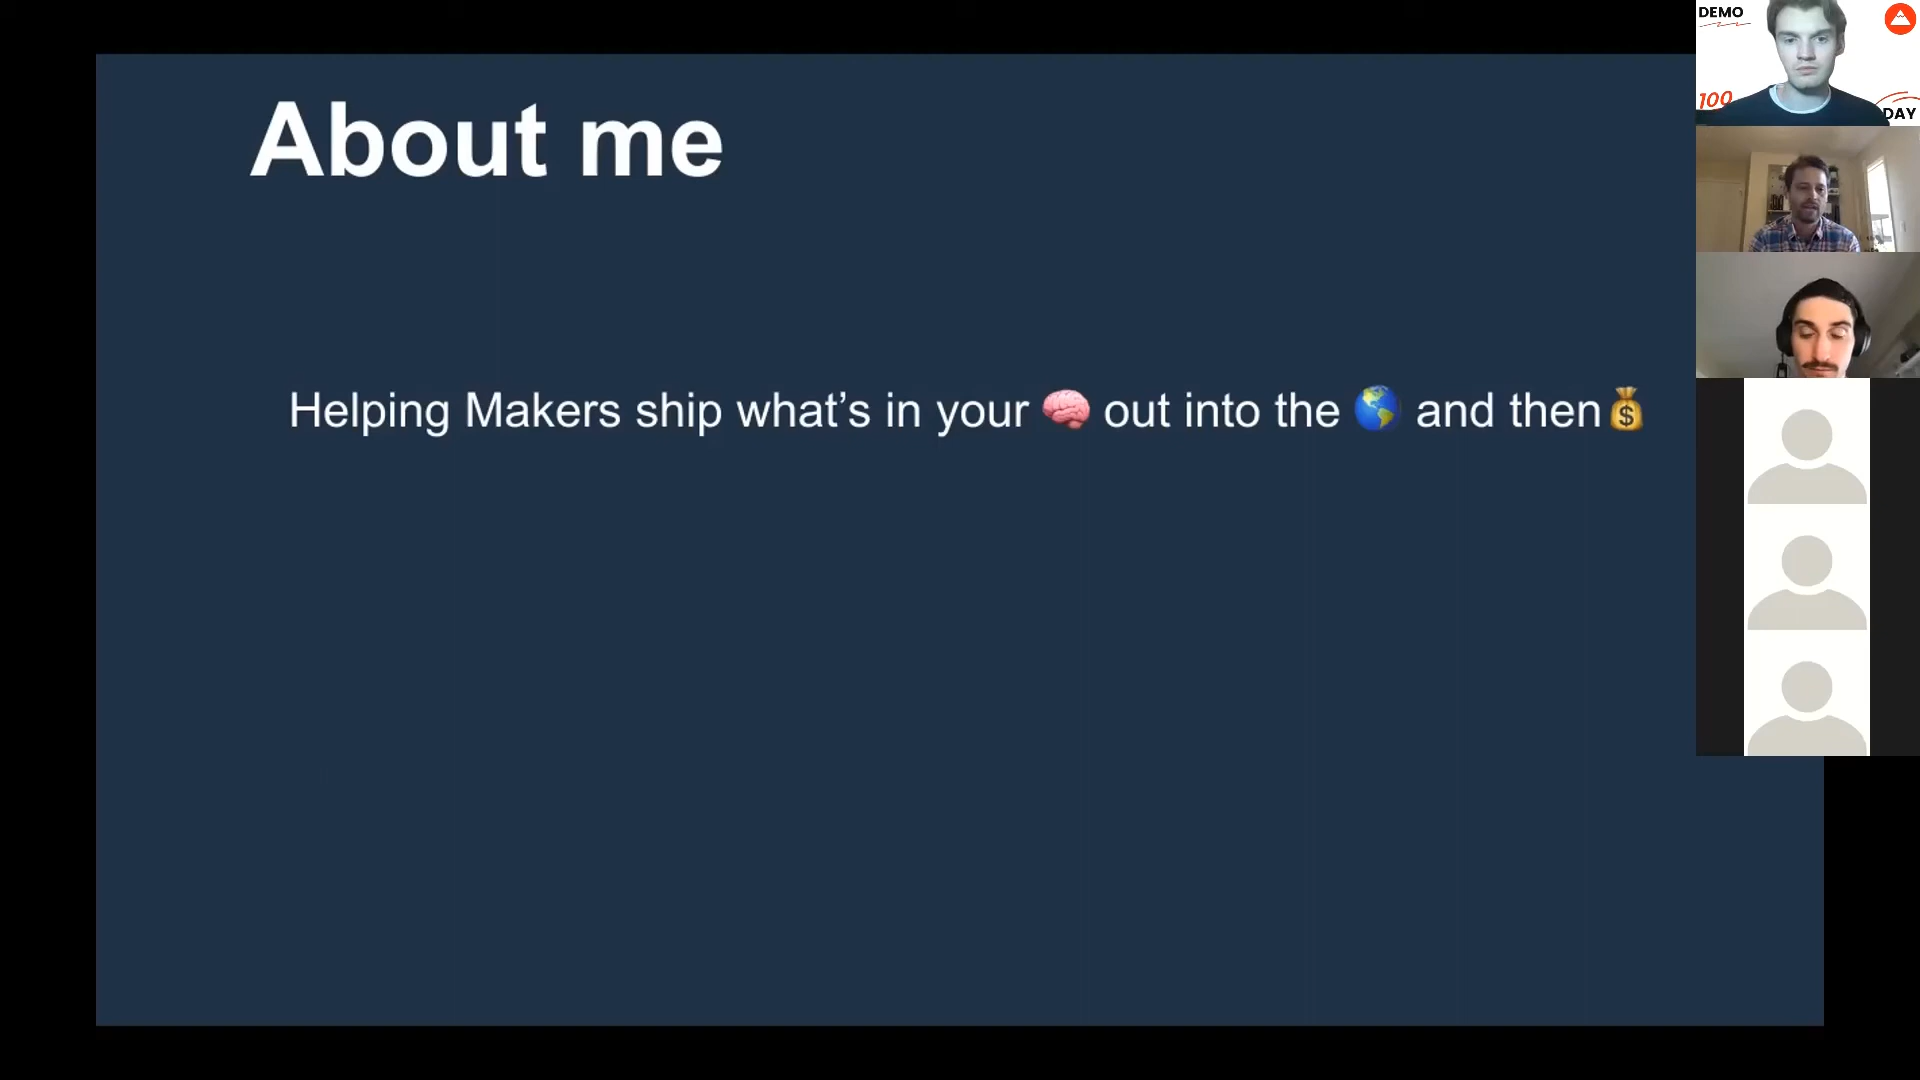 About me
Helping Makers ship what’s in your 🧠 out into the 🌎 and then💰
DEMO
100
DAY